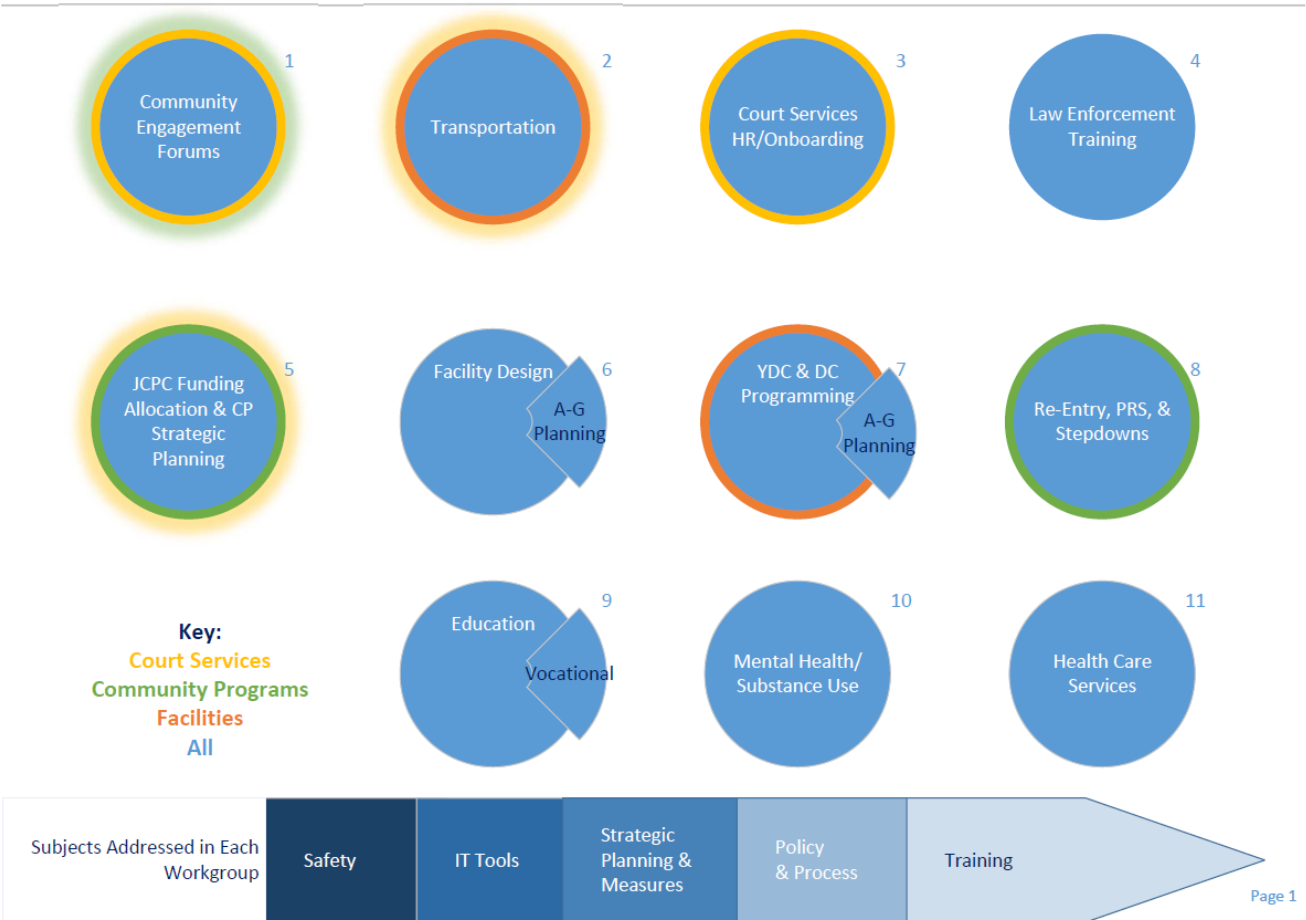 1
Community
Engagement
Forums
2
Transportation
3
Court Services
HR/Onboarding
4
Law Enforcement
Training
5
JCPC Funding
Allocation & CP
Strategic
Planning
6
Facility Design
A-G
Planning
7
YDC & DC
Programming
A-G
Planning
8
Re-Entry, PRS, &
Stepdowns
9
Education
Vocational
10
Mental Health/
Substance Use
11
Health Care
Services
Key:
Court Services
Community Programs
Facilities
All
Subjects Addressed in Each
Workgroup
Safety
IT Tools
Strategic
Planning &
Measures
Policy
& Process
Training
Page 1